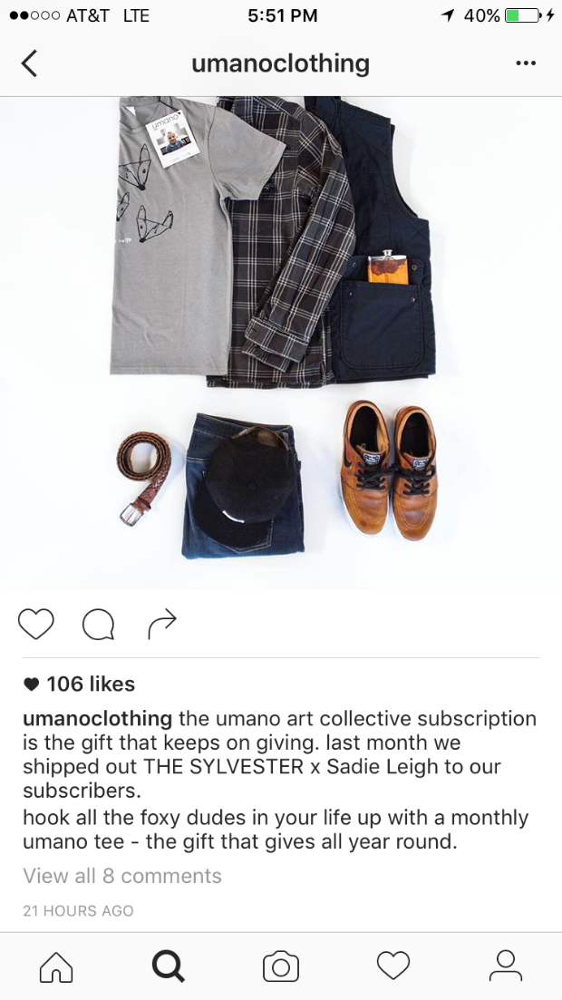 AT&T LTE 5:51 PM 40%
umanoclothing
umano
106 likes
umanoclothing the umano art collective subscription
is the gift that keeps on giving. last month we
shipped out THE SYLVESTER x Sadie Leigh to our
subscribers.
hook all the foxy dudes in your life up with a monthly
umano tee - the gift that gives all year round.
View all 8 comments
21 HOURS AGO